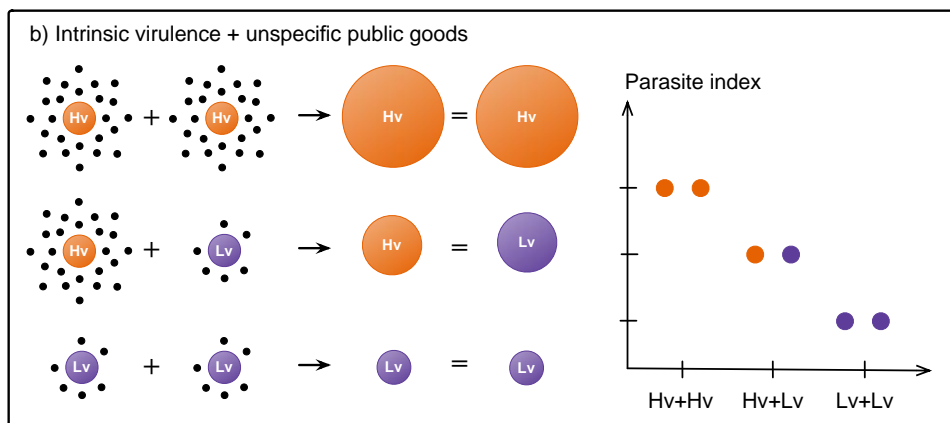 b) Intrinsic virulence + unspecific public goods
Parasite index
Hv + Hv → Hv = Hv
Hv + Lv → Hv = Lv
Lv + Lv → Lv = Lv
Hv+Hv Hv+Lv Lv+Lv